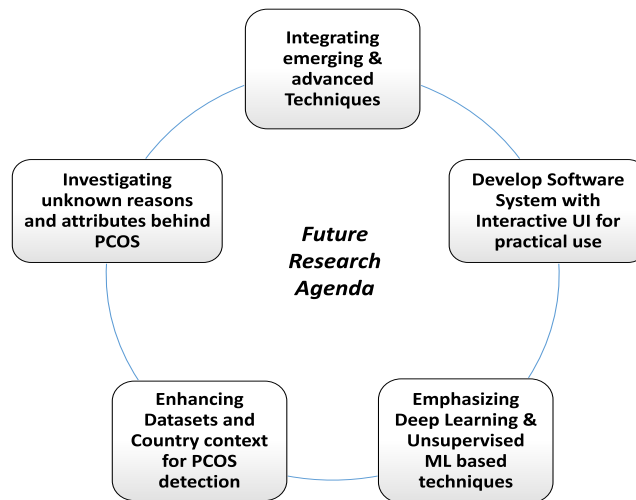 Integrating
emerging &
advanced
Techniques
Investigating
unknown reasons
and attributes behind
PCOS
Develop Software
System with
Interactive UI for
practical use
Future
Research
Agenda
Enhancing
Datasets and
Country context
for PCOS
detection
Emphasizing
Deep Learning &
Unsupervised
ML based
techniques